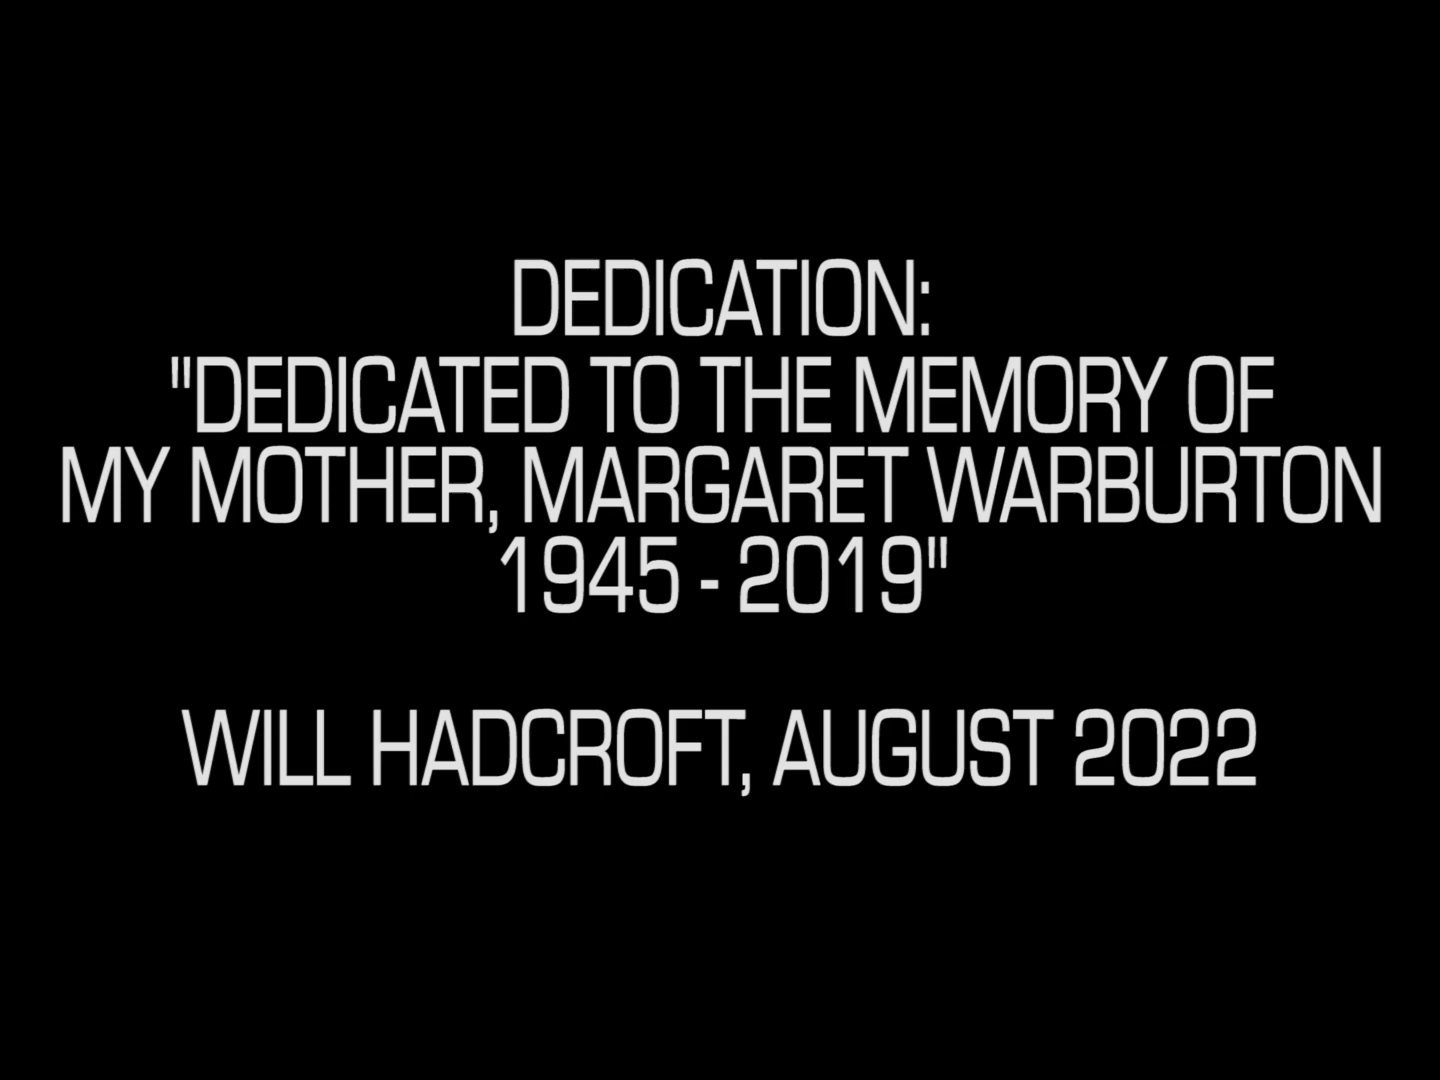 DEDICATION:
"DEDICATED TO THE MEMORY OF
MY MOTHER, MARGARET WARBURTON
1945 - 2019"
WILL HADCROFT, AUGUST 2022